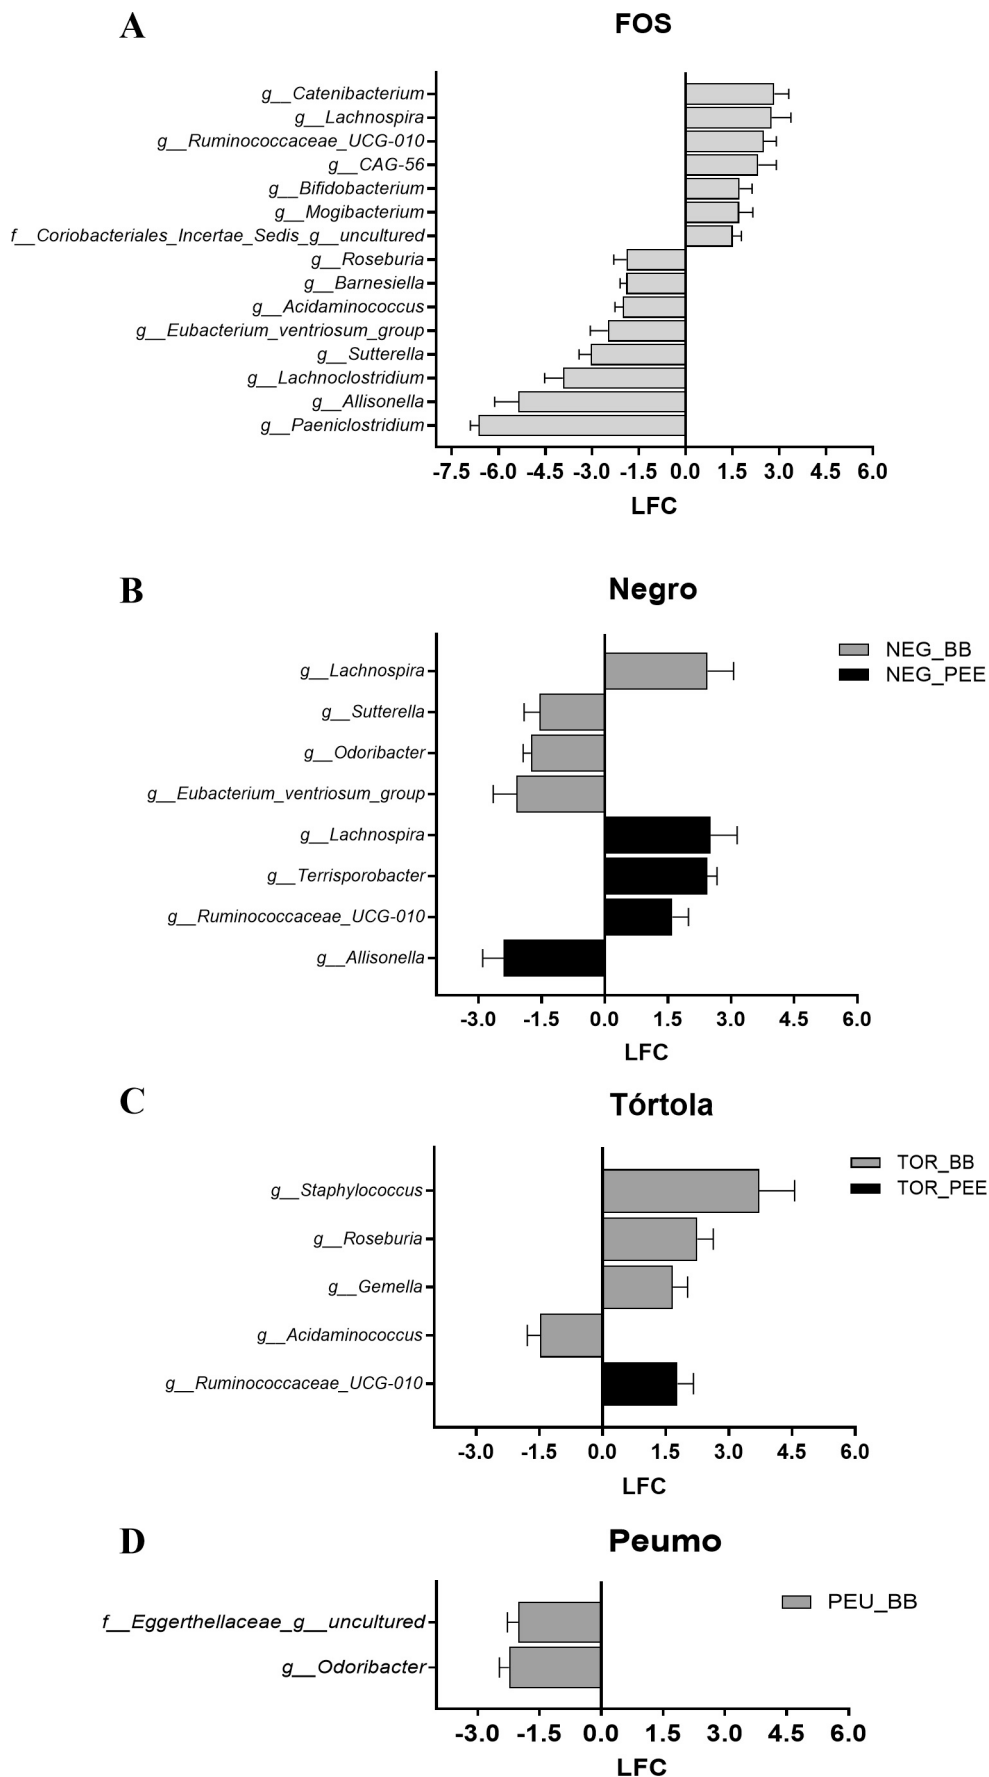 A
FOS
g__Catenibacterium
g__Lachnospira
g__Ruminococcaceae_UCG-010
g__CAG-56
g__Bifidobacterium
g__Mogibacterium
f__Coriobacteriales_Incertae_Sedis_g__uncultured
g__Roseburia
g__Barnesiella
g__Acidaminococcus
g__Eubacterium_ventriosum_group
g__Sutterella
g__Lachnoclostridium
g__Allisonella
g__Paeniclostridium
-7.5 -6.0 -4.5 -3.0 -1.5 0.0 1.5 3.0 4.5 6.0
LFC
B
Negro
NEG_BB
NEG_PEE
g__Lachnospira
g__Sutterella
g__Odoribacter
g__Eubacterium_ventriosum_group
g__Lachnospira
g__Terrisporobacter
g__Ruminococcaceae_UCG-010
g__Allisonella
-3.0 -1.5 0.0 1.5 3.0 4.5 6.0
LFC
C
Tórtola
TOR_BB
TOR_PEE
g__Staphylococcus
g__Roseburia
g__Gemella
g__Acidaminococcus
g__Ruminococcaceae_UCG-010
-3.0 -1.5 0.0 1.5 3.0 4.5 6.0
LFC
D
Peumo
PEU_BB
f__Eggerthellaceae_g__uncultured
g__Odoribacter
-3.0 -1.5 0.0 1.5 3.0 4.5 6.0
LFC